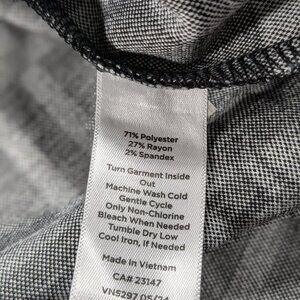 71% Polyester
27% Rayon
2% Spandex
Turn Garment Inside
Out
Machine Wash Cold
Gentle Cycle
Only Non-Chlorine
Bleach When Needed
Tumble Dry Low
Cool Iron, If Needed
Made in Vietnam
CA# 23147
VN5297 05/24